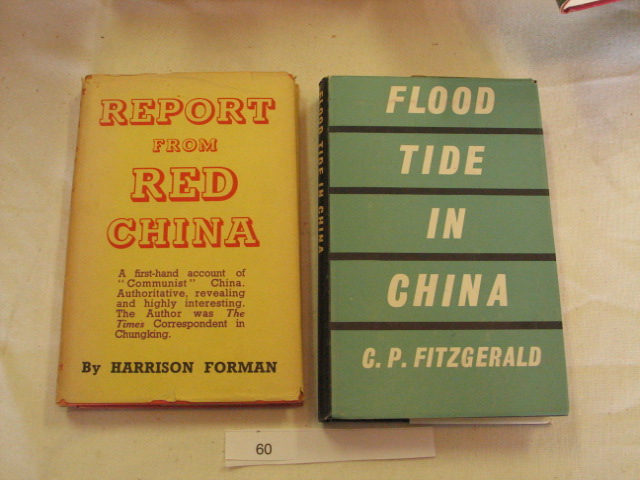 REPORT
FROM
RED
CHINA
A first-hand account of
"Communist" China.
Authoritative, revealing
and highly interesting.
The Author was The
Times Correspondent in
Chungking.
By HARRISON FORMAN
FLOOD TIDE IN CHINA
FLOOD
TIDE
IN
CHINA
C. P. FITZGERALD
60